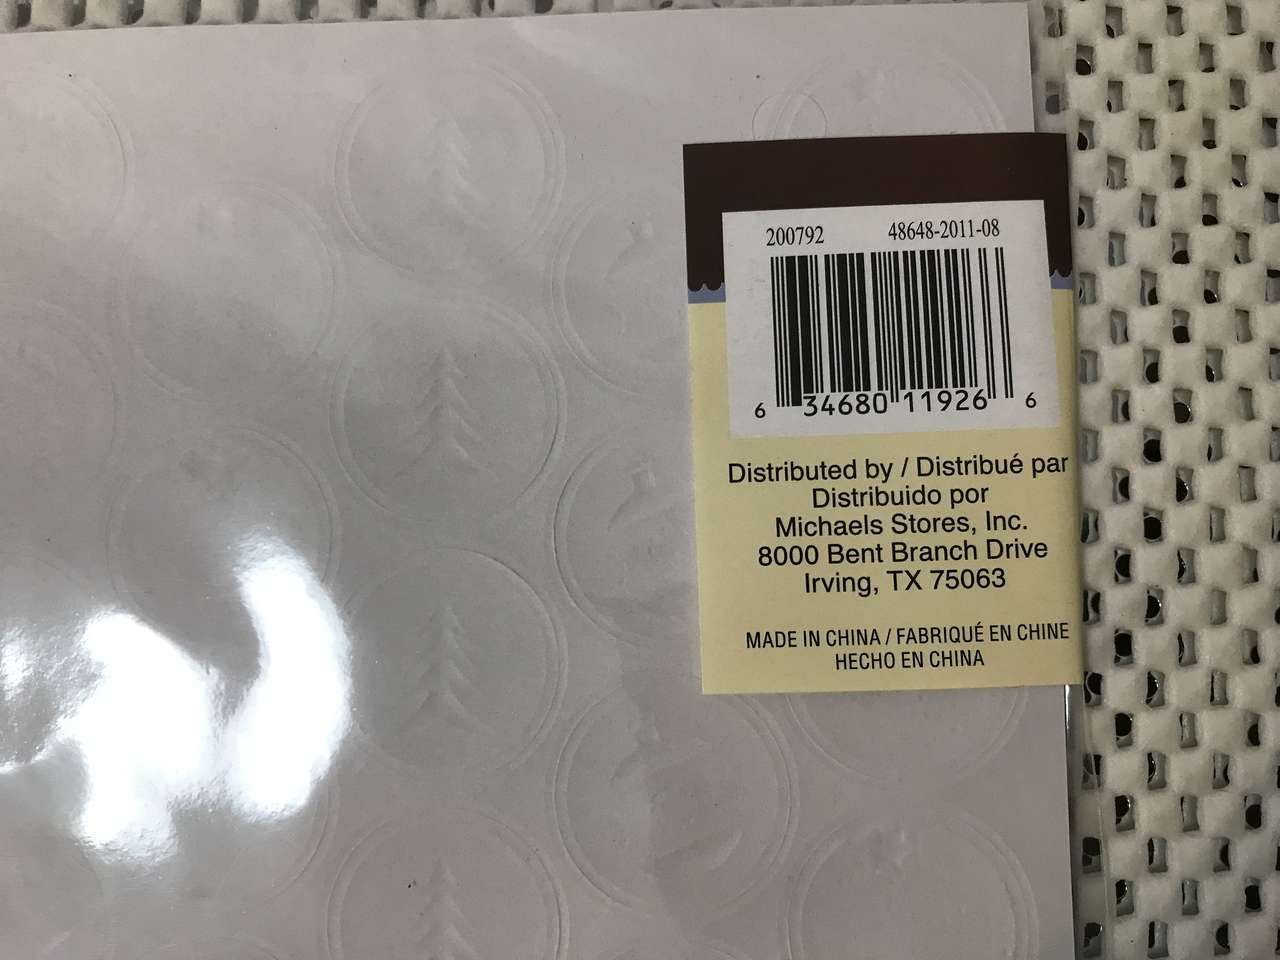 200792 48648-2011-08
6 34680 11926 6
Distributed by / Distribué par
Distribuido por
Michaels Stores, Inc.
8000 Bent Branch Drive
Irving, TX 75063
MADE IN CHINA / FABRIQUÉ EN CHINE
HECHO EN CHINA